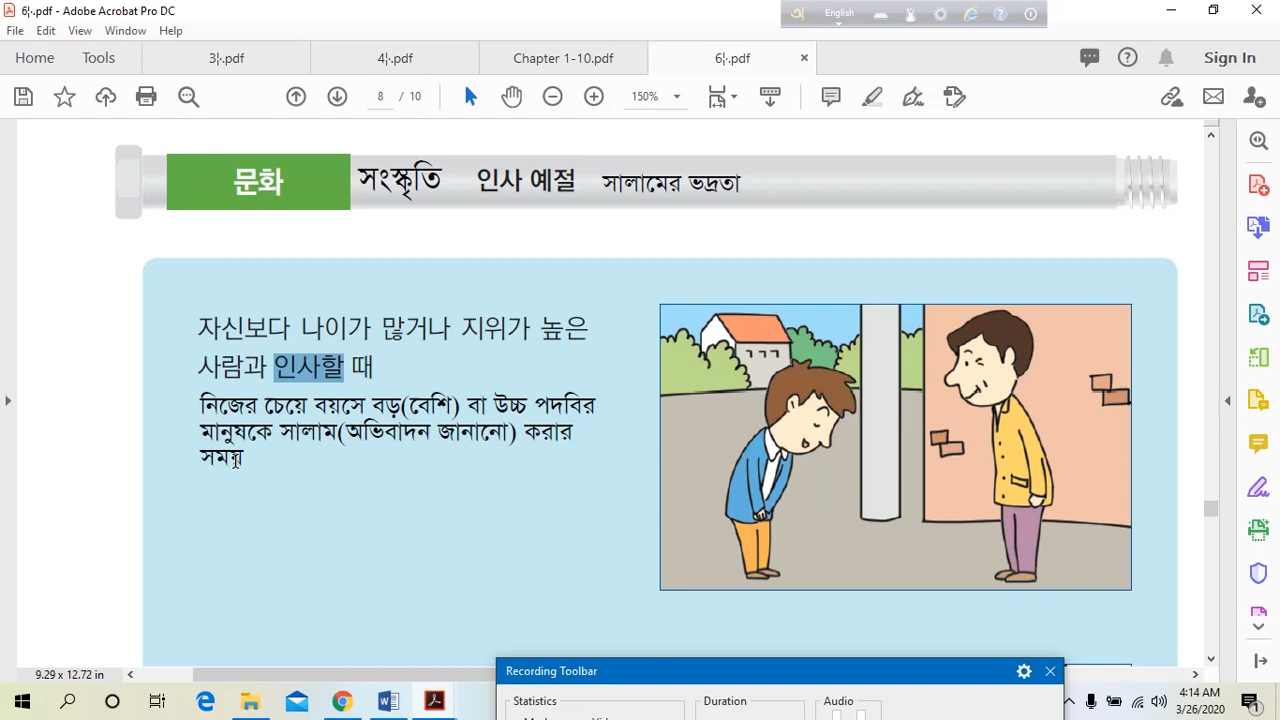 6¦·.pdf - Adobe Acrobat Pro DC
English
File Edit View Window Help
Home Tools 3¦·.pdf 4¦·.pdf Chapter 1-10.pdf 6¦·.pdf × Sign In
8 / 10 150%
문화 সংস্কৃতি 인사 예절 সালামের ভদ্রতা
자신보다 나이가 많거나 지위가 높은
사람과 인사할 때
নিজের চেয়ে বয়সে বড়(বেশি) বা উচ্চ পদবির
মানুষকে সালাম(অভিবাদন জানানো) করার
সময়
9.29 x 12.72 in
Recording Toolbar
Statistics Duration Audio
4:14 AM
3/26/2020